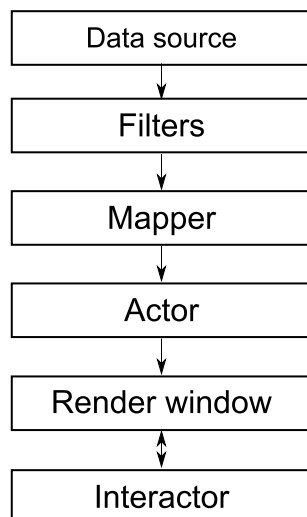 Data source
Filters
Mapper
Actor
Render window
Interactor